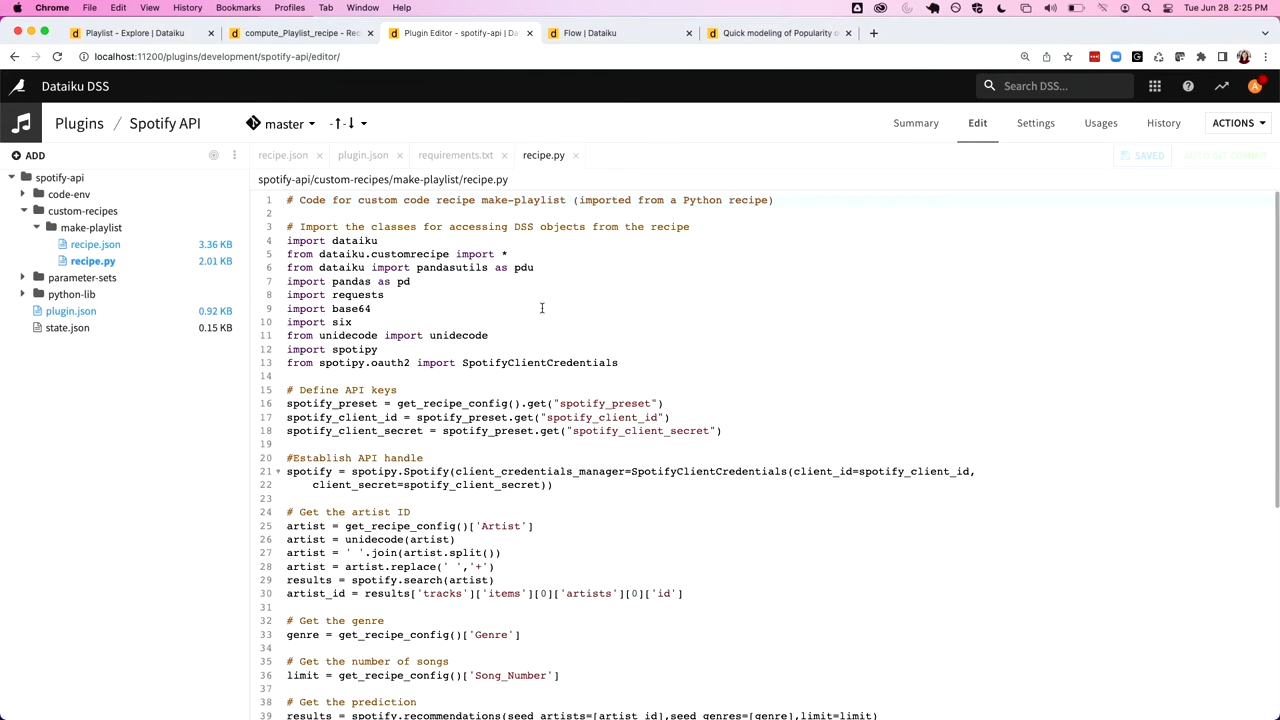 Chrome File Edit View History Bookmarks Profiles Tab Window Help Tue Jun 28 2:25 PM
Playlist - Explore | Dataiku × compute_Playlist_recipe - Rec × Plugin Editor - spotify-api | Da × Flow | Dataiku × Quick modeling of Popularity o × +
localhost:11200/plugins/development/spotify-api/editor/
Dataiku DSS Search DSS... A
Plugins / Spotify API master Summary Edit Settings Usages History ACTIONS
ADD
recipe.json × plugin.json × requirements.txt × recipe.py × SAVED AUTO GIT COMMIT
spotify-api
code-env
custom-recipes
make-playlist
recipe.json 3.36 KB
recipe.py 2.01 KB
parameter-sets
python-lib
plugin.json 0.92 KB
state.json 0.15 KB
spotify-api/custom-recipes/make-playlist/recipe.py
1 # Code for custom code recipe make-playlist (imported from a Python recipe)
2
3 # Import the classes for accessing DSS objects from the recipe
4 import dataiku
5 from dataiku.customrecipe import *
6 from dataiku import pandasutils as pdu
7 import pandas as pd
8 import requests
9 import base64
10 import six
11 from unidecode import unidecode
12 import spotipy
13 from spotipy.oauth2 import SpotifyClientCredentials
14
15 # Define API keys
16 spotify_preset = get_recipe_config().get("spotify_preset")
17 spotify_client_id = spotify_preset.get("spotify_client_id")
18 spotify_client_secret = spotify_preset.get("spotify_client_secret")
19
20 #Establish API handle
21 spotify = spotipy.Spotify(client_credentials_manager=SpotifyClientCredentials(client_id=spotify_client_id,
22 client_secret=spotify_client_secret))
23
24 # Get the artist ID
25 artist = get_recipe_config()['Artist']
26 artist = unidecode(artist)
27 artist = ' '.join(artist.split())
28 artist = artist.replace(' ','+')
29 results = spotify.search(artist)
30 artist_id = results['tracks']['items'][0]['artists'][0]['id']
31
32 # Get the genre
33 genre = get_recipe_config()['Genre']
34
35 # Get the number of songs
36 limit = get_recipe_config()['Song_Number']
37
38 # Get the prediction
39 results = spotify.recommendations(seed_artists=[artist_id],seed_genres=[genre],limit=limit)